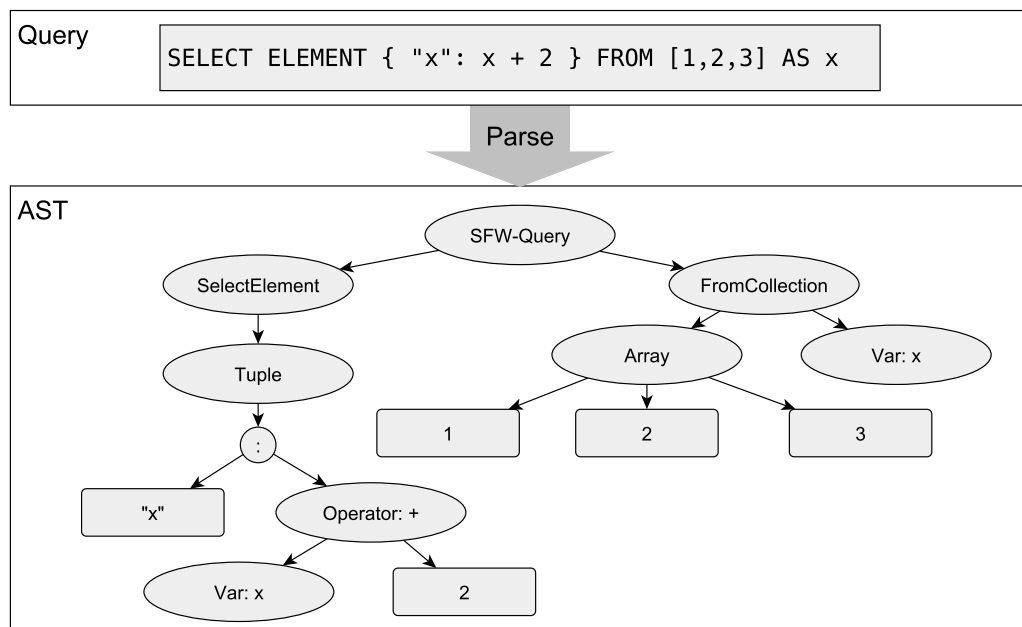 Query
SELECT ELEMENT { "x": x + 2 } FROM [1,2,3] AS x
Parse
AST
SFW-Query
SelectElement
FromCollection
Tuple
Array
Var: x
:
1
2
3
"x"
Operator: +
Var: x
2